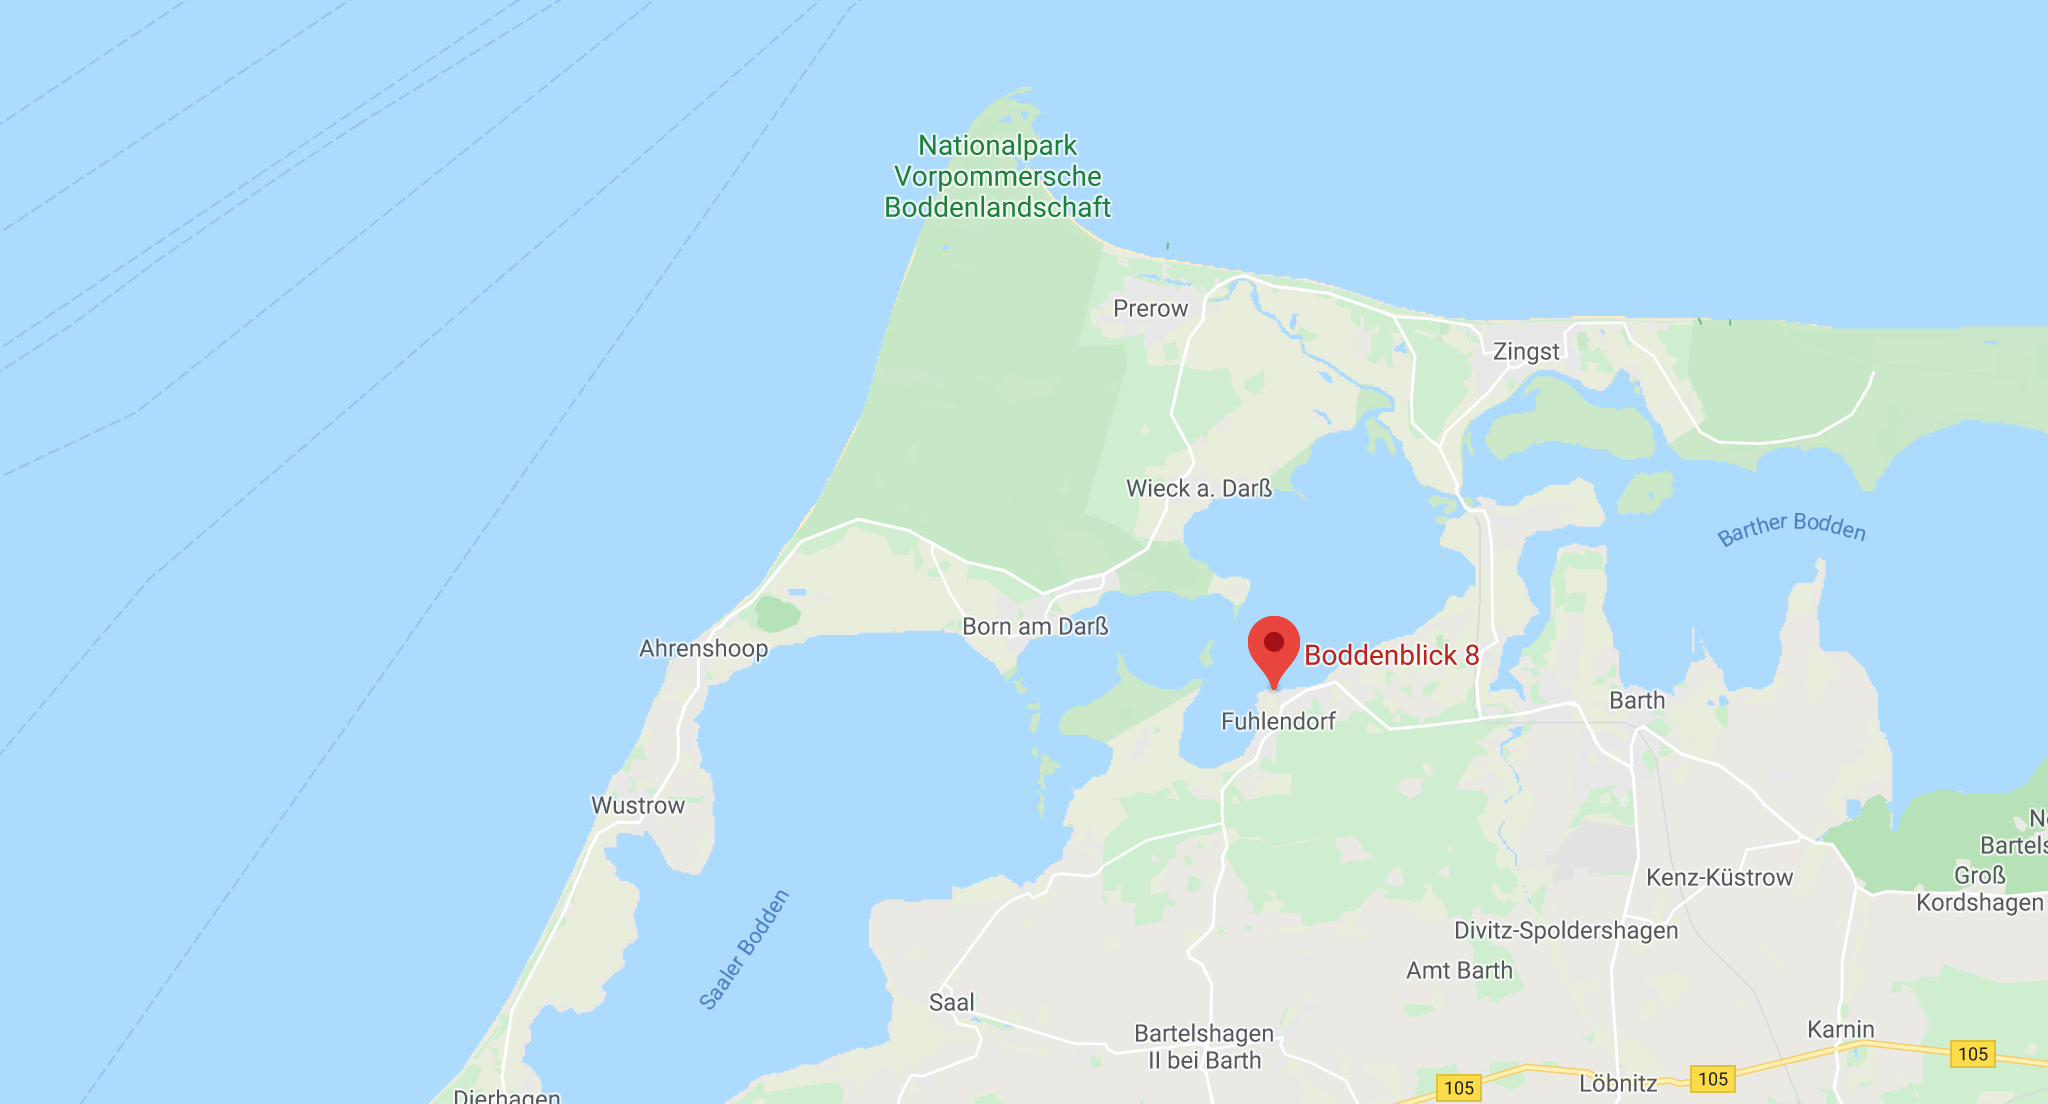 Nationalpark
Vorpommersche
Boddenlandschaft
Prerow
Zingst
Wieck a. Darß
Barther Bodden
Born am Darß
Ahrenshoop
Boddenblick 8
Barth
Fuhlendorf
Wustrow
Bartels
Kenz-Küstrow
Groß
Kordshagen
Divitz-Spoldershagen
Saaler Bodden
Amt Barth
Saal
Bartelshagen
II bei Barth
Karnin
105
105
105
Löbnitz
Dierhagen